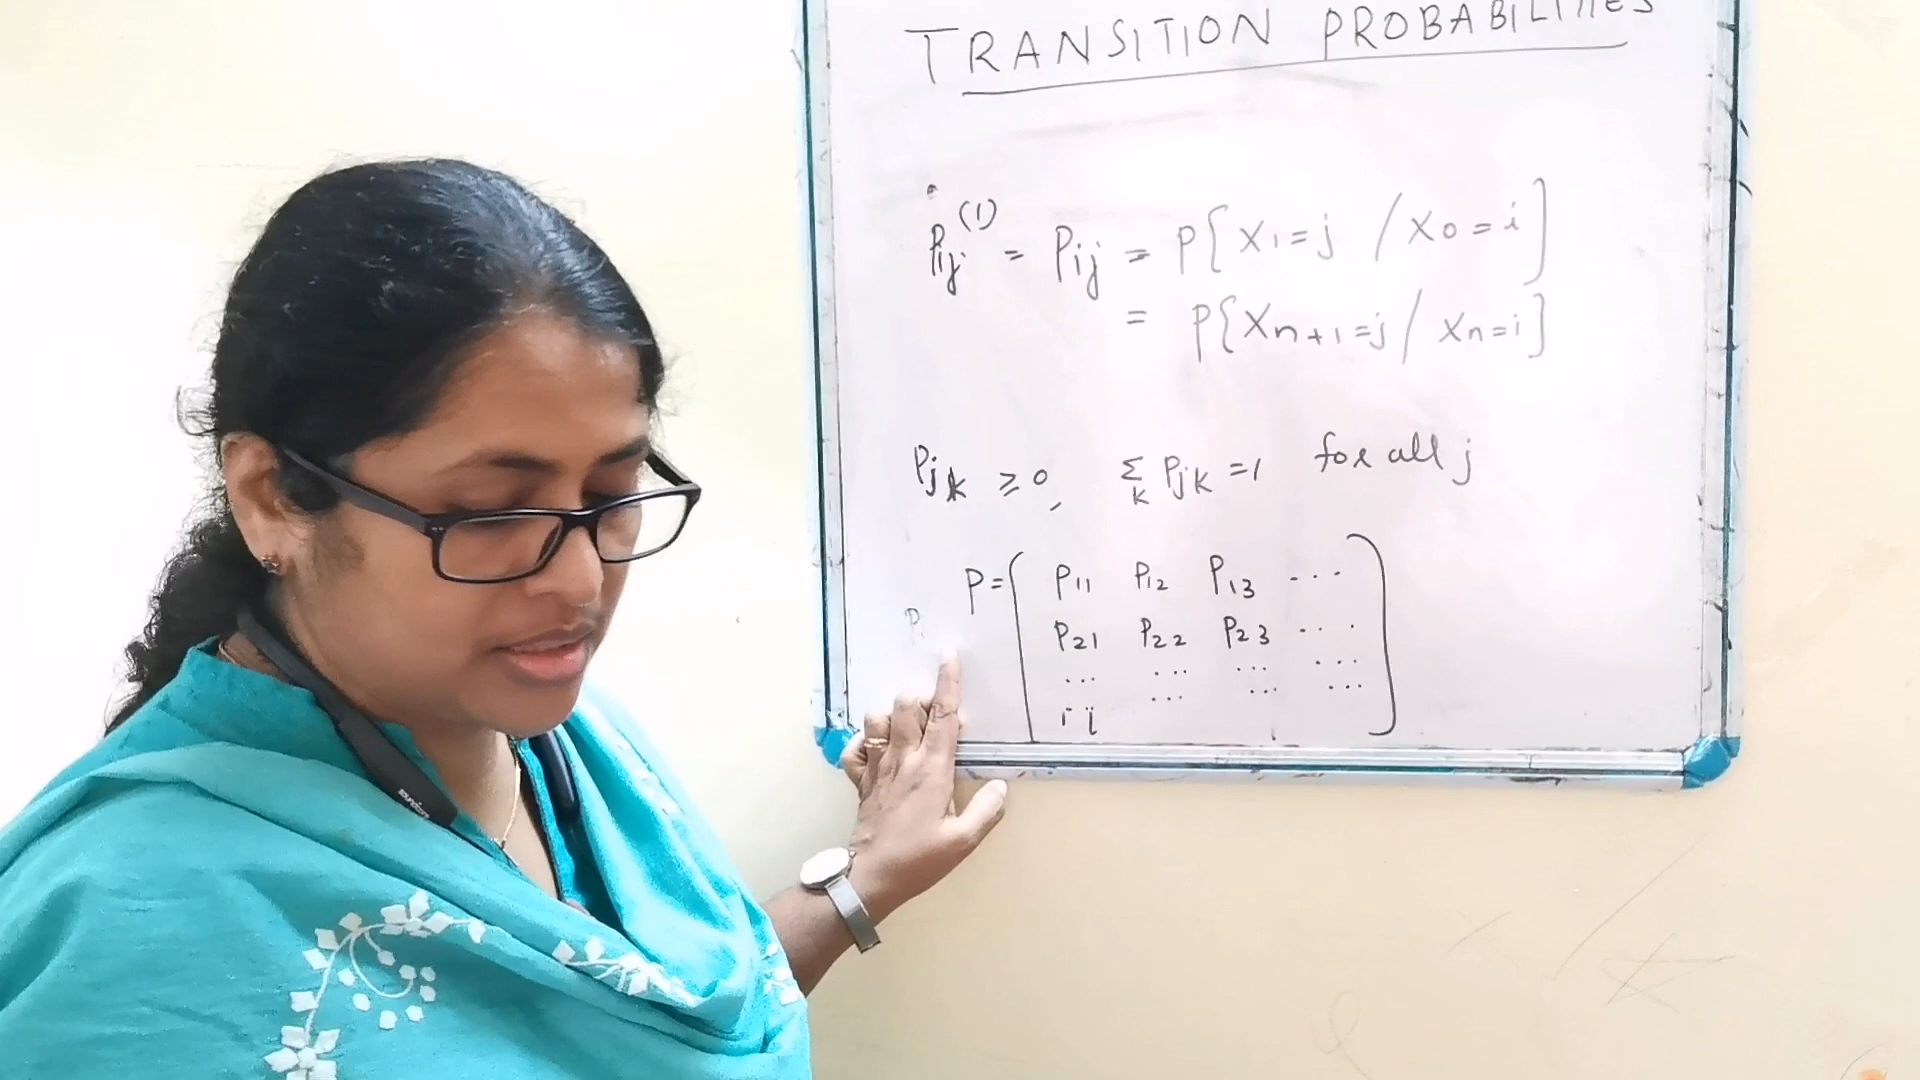 TRANSITION PROBABILITIES
Pij^(1) = Pij = P{X1=j / X0=i}
= P{Xn+1=j / Xn=i}
Pjk ≥0, Σk Pjk =1 for all j
P= ( P11 P12 P13 ...
P21 P22 P23 ...
... ... ... ...
... ... ... )